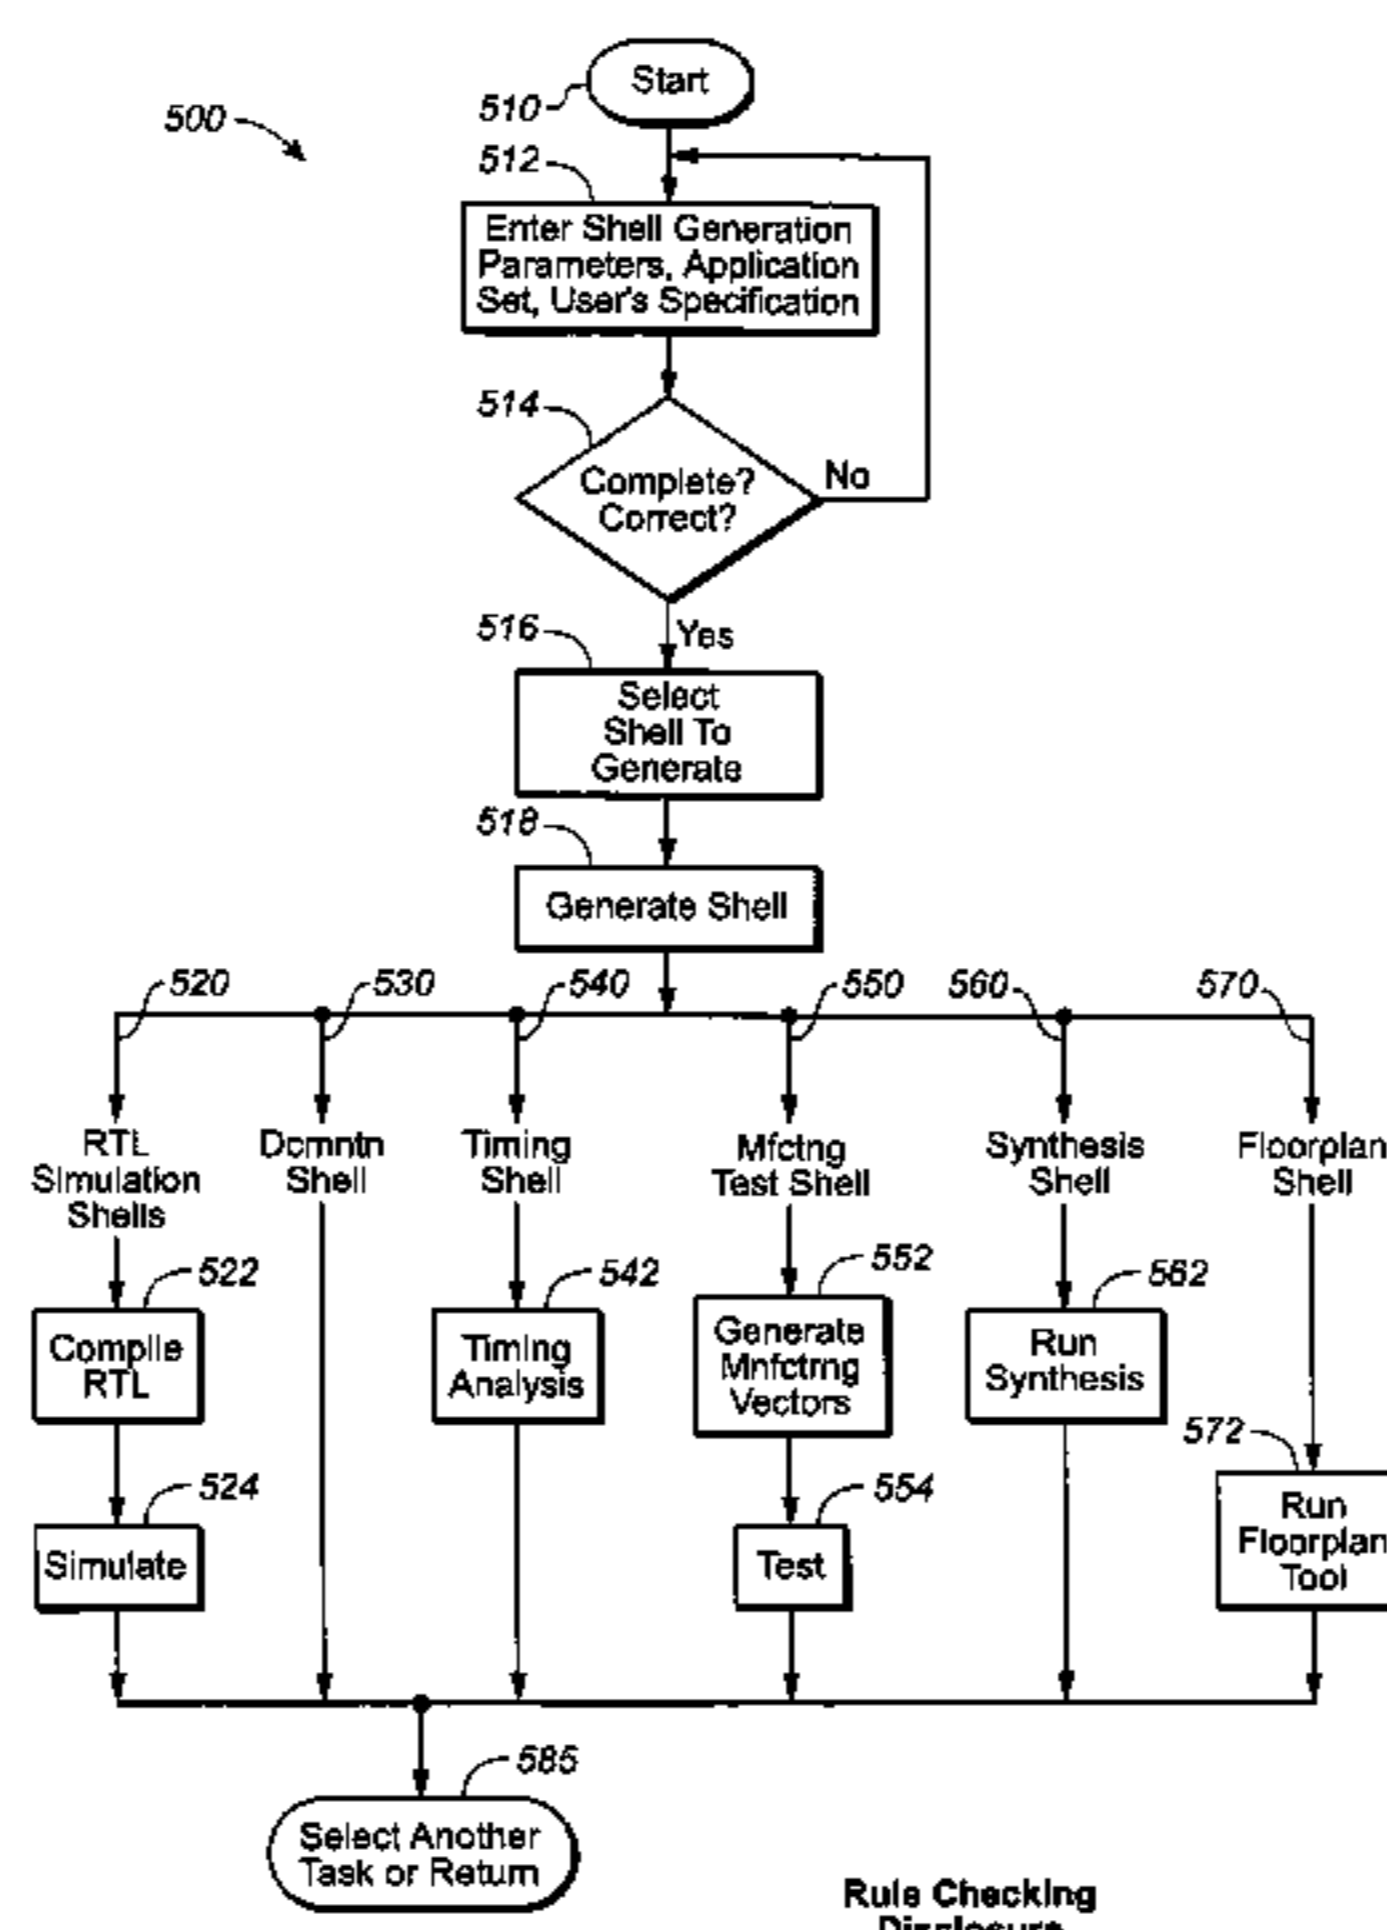 Start
510
500
512
Enter Shell Generation
Parameters, Application
Set, User's Specification
514
Complete?
Correct?
No
Yes
516
Select
Shell To
Generate
518
Generate Shell
520
530
540
550
560
570
RTL
Simulation
Shells
Dcmntn
Shell
Timing
Shell
Mfctng
Test Shell
Synthesis
Shell
Floorplan
Shell
522
Compile
RTL
542
Timing
Analysis
552
Generate
Mnfctrng
Vectors
562
Run
Synthesis
572
Run
Floorplan
Tool
524
Simulate
554
Test
585
Select Another
Task or Return
Rule Checking
Disclosure